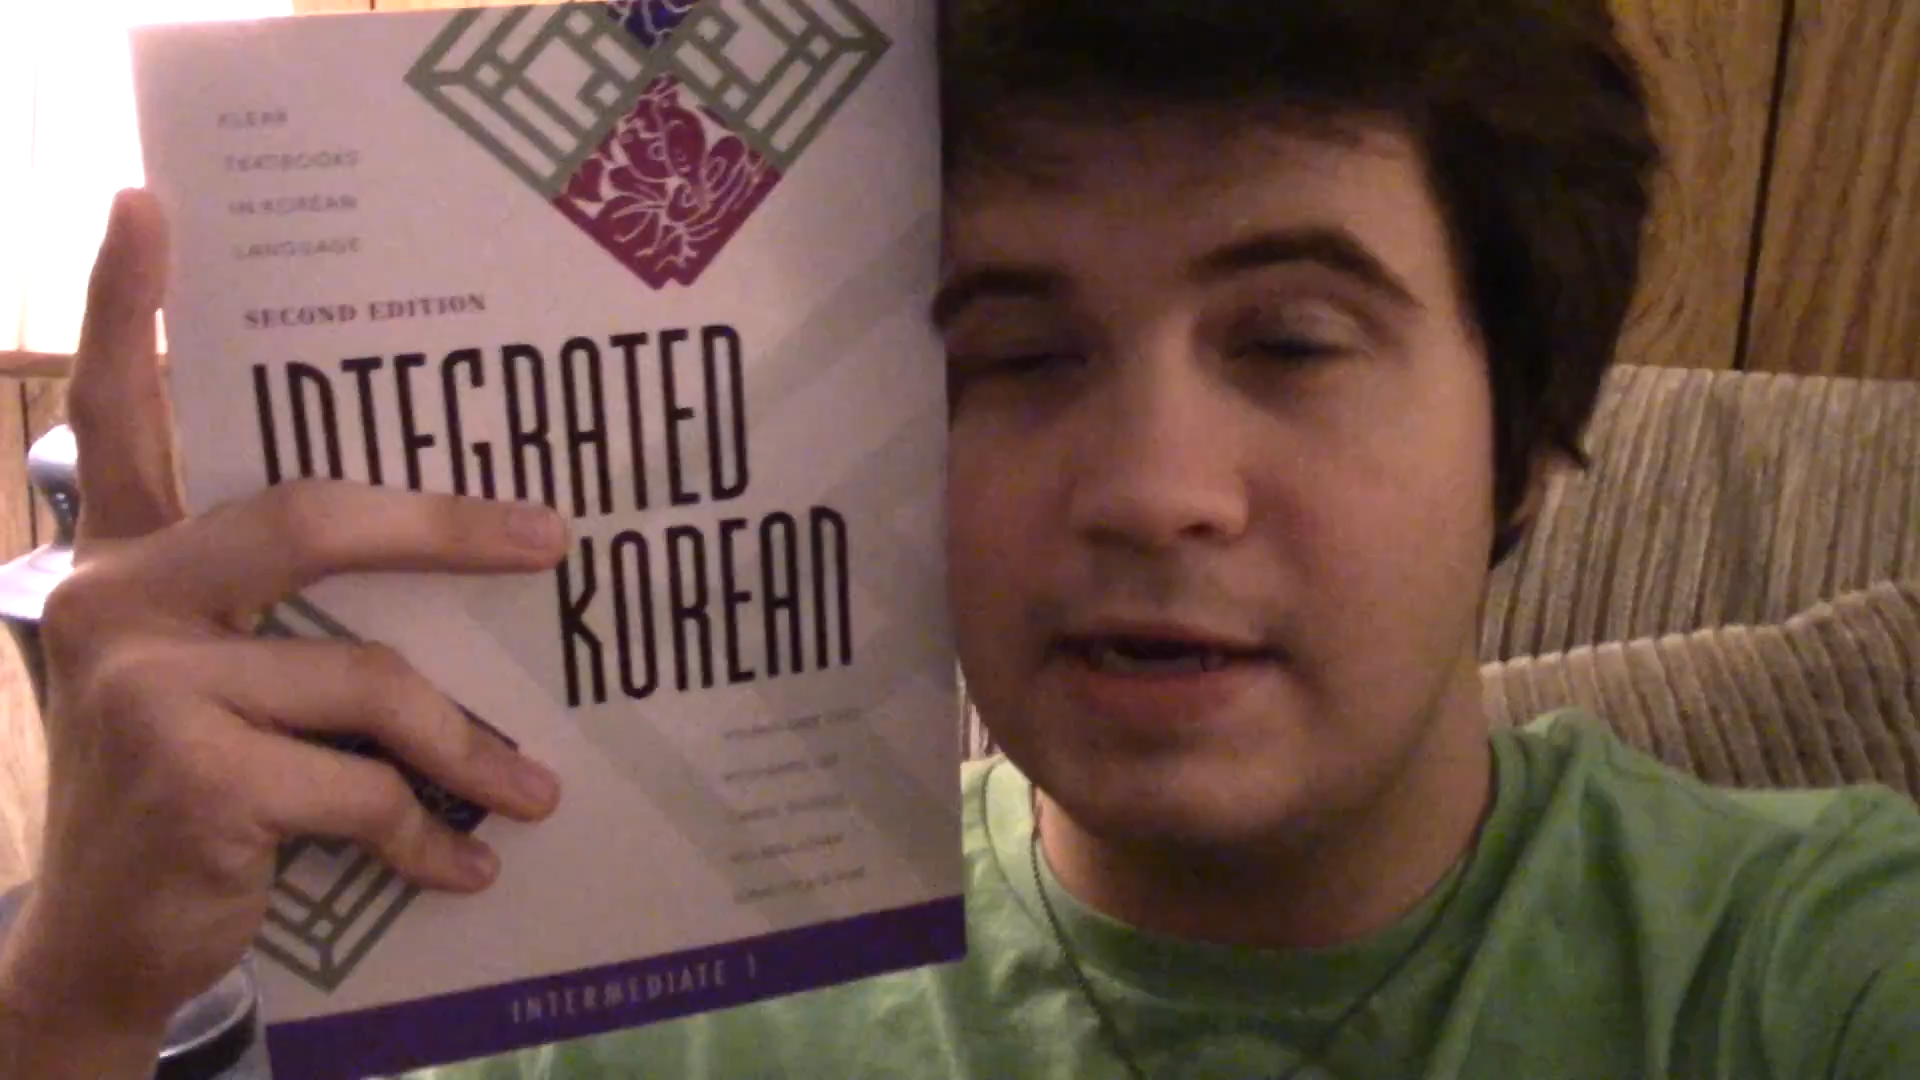 KLEAR
TEXTBOOKS
IN KOREAN
LANGUAGE
SECOND EDITION
INTEGRATED
KOREAN
INTERMEDIATE 1